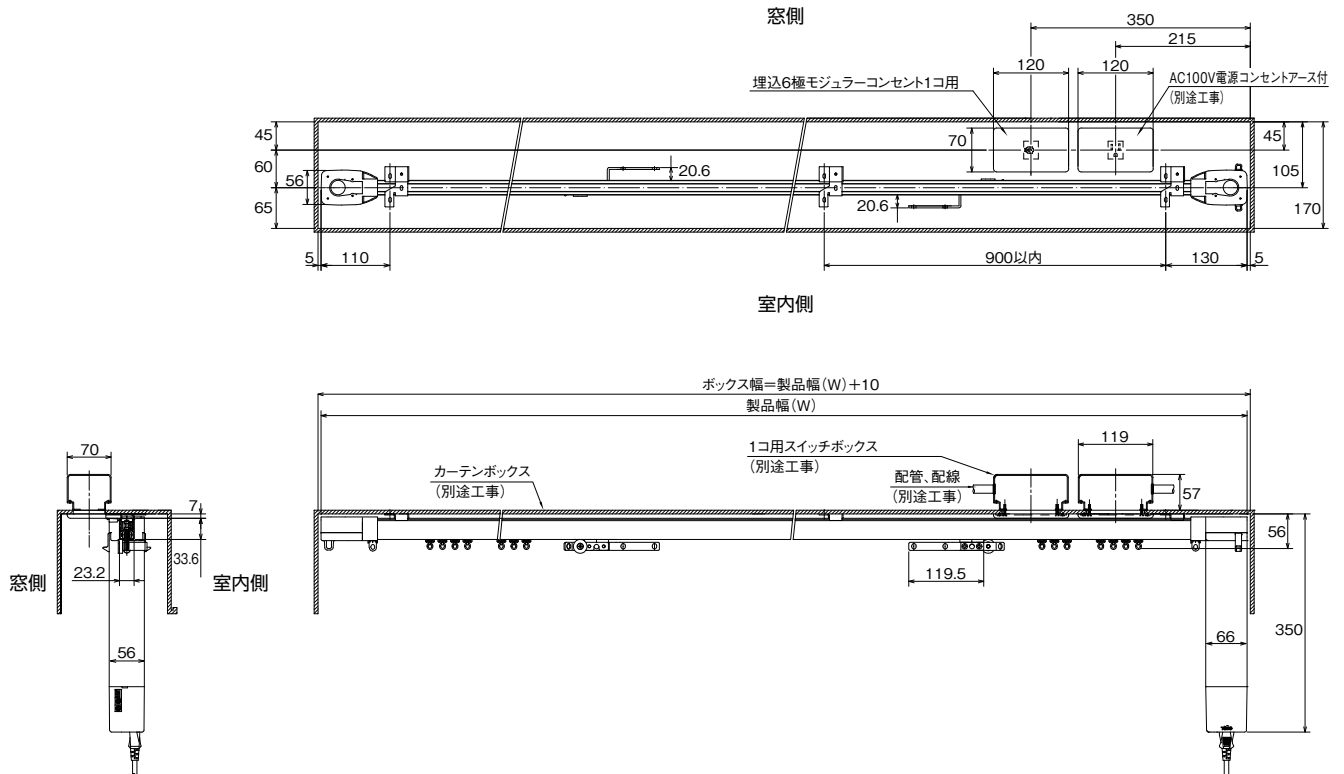 窓側
350
215
120
120
埋込6極モジュラーコンセント1コ用
AC100V電源コンセントアース付
(別途工事)
45
60
56
65
70
20.6
20.6
45
105
170
5
110
900以内
130
5
室内側
ボックス幅=製品幅(W)+10
製品幅(W)
70
7
33.6
23.2
窓側
室内側
56
カーテンボックス
(別途工事)
1コ用スイッチボックス
(別途工事)
配管、配線
(別途工事)
119
57
56
119.5
66
350